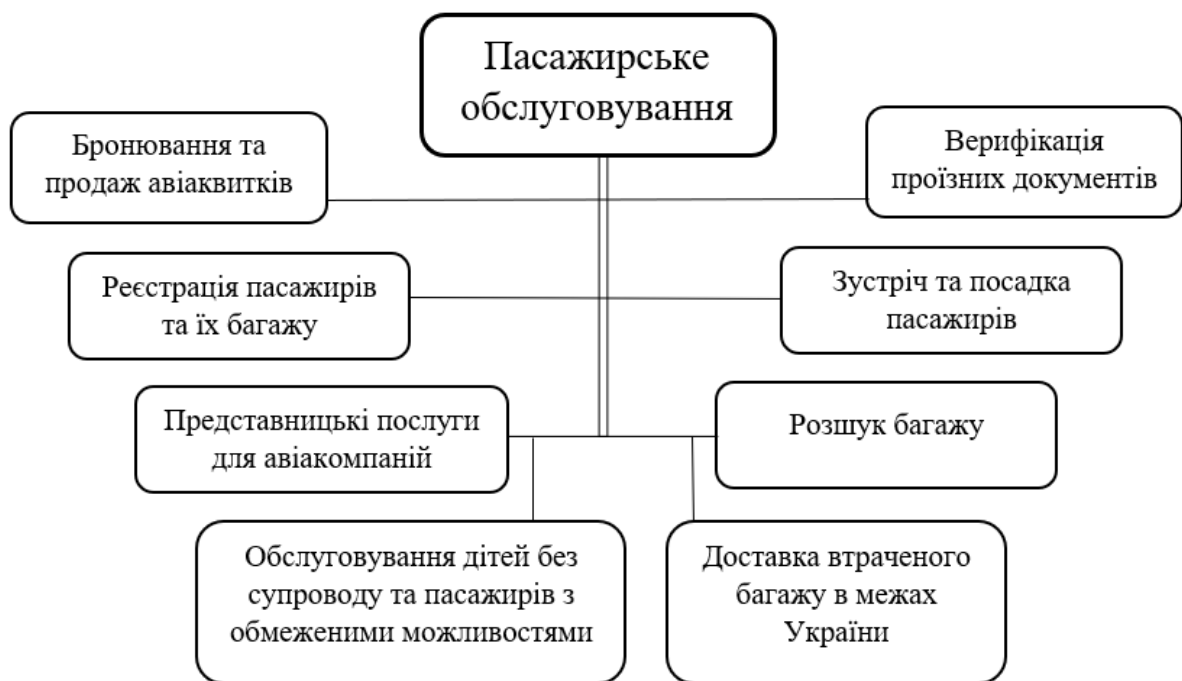 Пасажирське
обслуговування
Бронювання та
продаж авіаквитків
Верифікація
проїзних документів
Реєстрація пасажирів
та їх багажу
Зустріч та посадка
пасажирів
Представницькі послуги
для авіакомпаній
Розшук багажу
Обслуговування дітей без
супроводу та пасажирів з
обмеженими можливостями
Доставка втраченого
багажу в межах
України